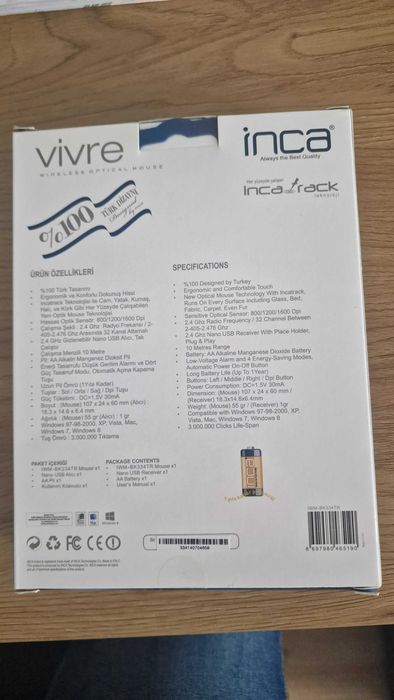 vivre
WIRELESS OPTICAL MOUSE
inca
Always the Best Quality
Her yüzeyde çalışan
inca track
teknoloji
%100
TÜRK DİZAYNI
Designed
ÜRÜN ÖZELLİKLERİ
%100 Türk Tasarımı
Ergonomik ve Konforlu Dokunuş Hissi
Incatrack Teknolojisi ile Cam, Yatak, Kumaş,
Halı, ve Kürk Gibi Her Yüzeyde Çalışabilen
Yeni Optik Mouse Teknolojisi
Hassas Optik Sensör: 800/1200/1600 Dpi
Çalışma Şekli : 2.4 Ghz Radyo Frekansı / 2-
405-2.476 Ghz Arasında 32 Kanal Alternatifi
2.4 Ghz Gizlenebilir Nano USB Alıcı, Tak
Çalıştır
Çalışma Menzili 10 Metre
Pil: AA Alkalin Manganez Dioksit Pil
Enerji Tasarrufu Düşük Gerilim Alarmı ve Dört
Güç Tasarruf Modu, Otomatik Açma Kapama
Tuşu
Uzun Pil Ömrü (1Yıla Kadar)
Tuşlar : Sol / Orta / Sağ / Dpi Tuşu
Güç Tüketimi : DC=1.5V 30mA
Boyut : (Mouse) 107 x 24 x 60 mm (Alıcı)
18.3 x 14.6 x 6.4 mm
Ağırlık : (Mouse) 55 gr (Alıcı) : 1 gr
Windows 97-98-2000, XP, Vista, Mac,
Windows 7, Windows 8
Tuş Ömrü : 3.000.000 Tıklama
SPECIFICATIONS
%100 Designed by Turkey
Ergonomic and Comfortable Touch
New Optical Mouse Technology With Incatrack,
Runs On Every Surface Including Glass, Bed,
Fabric, Carpet, Even Fur
Sensitive Optical Sensor: 800/1200/1600 Dpi
2.4 Ghz Radio Frequency / 32 Channel Between
2-405-2.476 Ghz
2.4 Ghz Nano USB Receiver With Place Holder,
Plug & Play
10 Metres Range
Battery: AA Alkaline Manganese Dioxide Battery
Low-Voltage Alarm and 4 Energy-Saving Modes,
Automatic Power On-Off Button
Long Battery Life (Up To 1Year)
Buttons: Left / Middle / Right / Dpi Button
Power Consumption: DC=1.5V 30mA
Dimension: (Mouse) 107 x 24 x 60 mm /
(Receiver) 18.3x14.6x6.4mm
Weight: (Mouse) 55 gr / (Receiver) 1gr
Compatible with Windows 97-98-2000, XP,
Vista, Mac, Windows 7, Windows 8
3.000.000 Clicks Life-Span
PAKET İÇERİĞİ
IWM-BK334TR Mouse x1
Nano USB Alıcı x1
AA Pil x1
Kullanım Kılavuzu x1
PACKAGE CONTENTS
IWM-BK334TR Mouse x1
Nano USB Receiver x1
AA Battery x1
User's Manual x1
Windows 8
CE
IWM-BK334TR
8 697960 465190